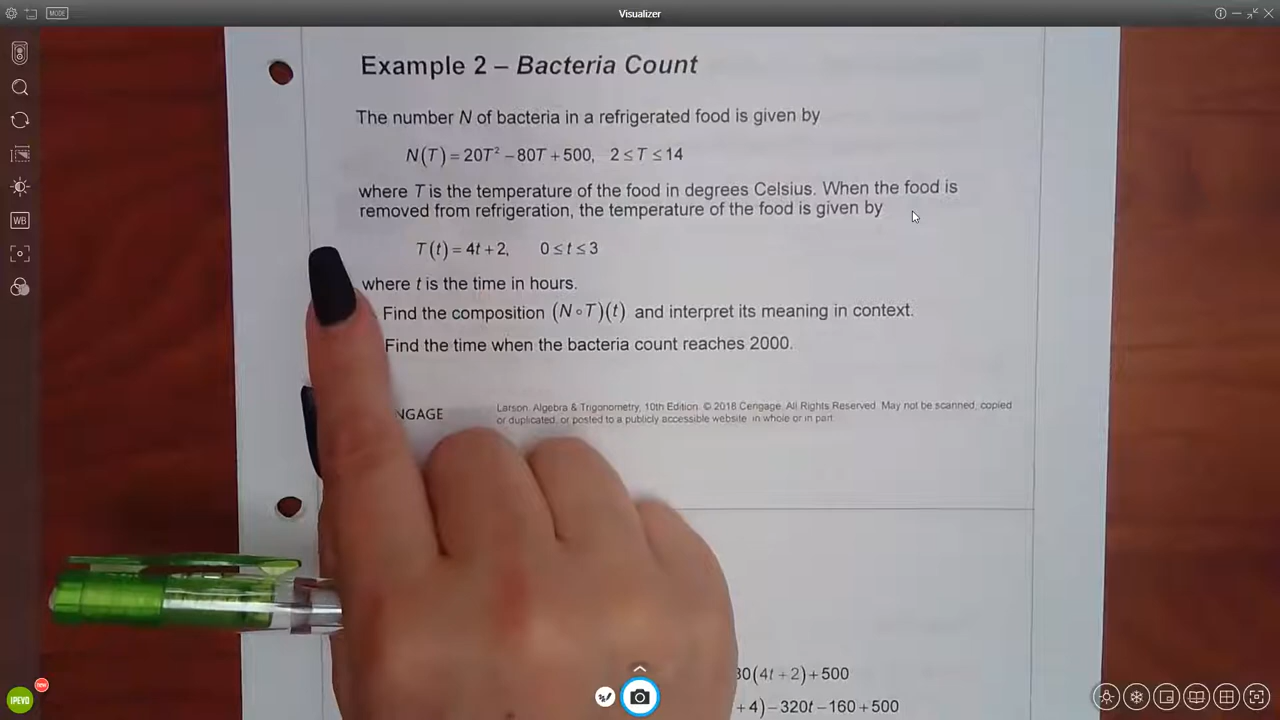 MODE
Visualizer
Example 2 – Bacteria Count
The number N of bacteria in a refrigerated food is given by
N(T) = 20T² – 80T + 500, 2 ≤ T ≤ 14
where T is the temperature of the food in degrees Celsius. When the food is
removed from refrigeration, the temperature of the food is given by
T(t) = 4t + 2, 0 ≤ t ≤ 3
where t is the time in hours.
Find the composition (N∘T)(t) and interpret its meaning in context.
Find the time when the bacteria count reaches 2000.
NGAGE
Larson, Algebra & Trigonometry, 10th Edition. © 2018 Cengage. All Rights Reserved. May not be scanned, copied
or duplicated, or posted to a publicly accessible website, in whole or in part.
WB
(4t + 2) + 500
+ 4) – 320t – 160 + 500
IPEVO
new